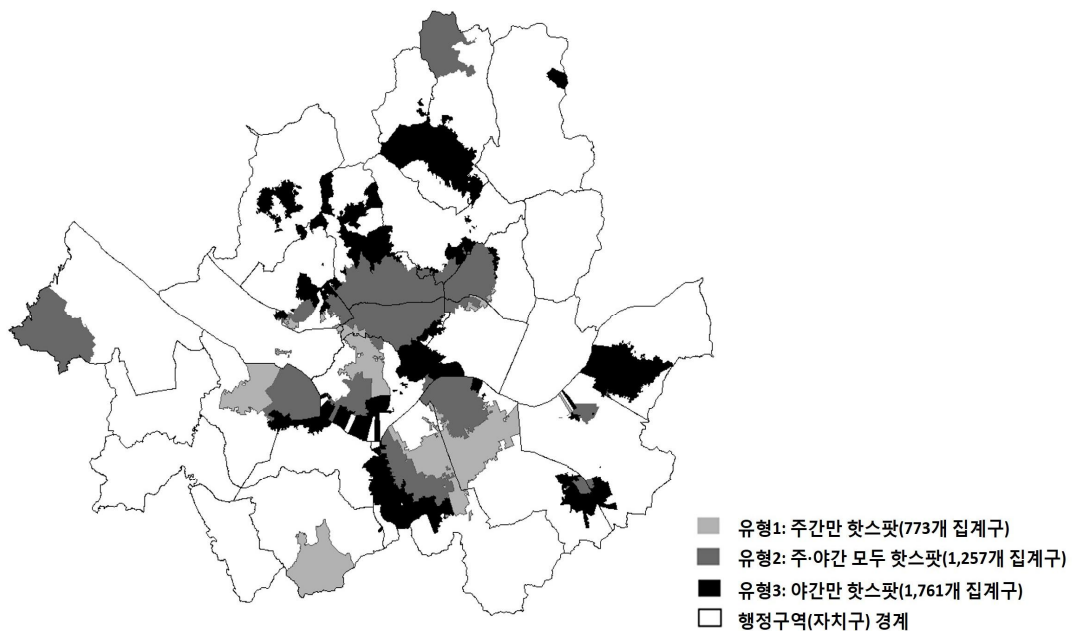 유형1: 주간만 핫스팟(773개 집계구)
유형2: 주·야간 모두 핫스팟(1,257개 집계구)
유형3: 야간만 핫스팟(1,761개 집계구)
행정구역(자치구) 경계